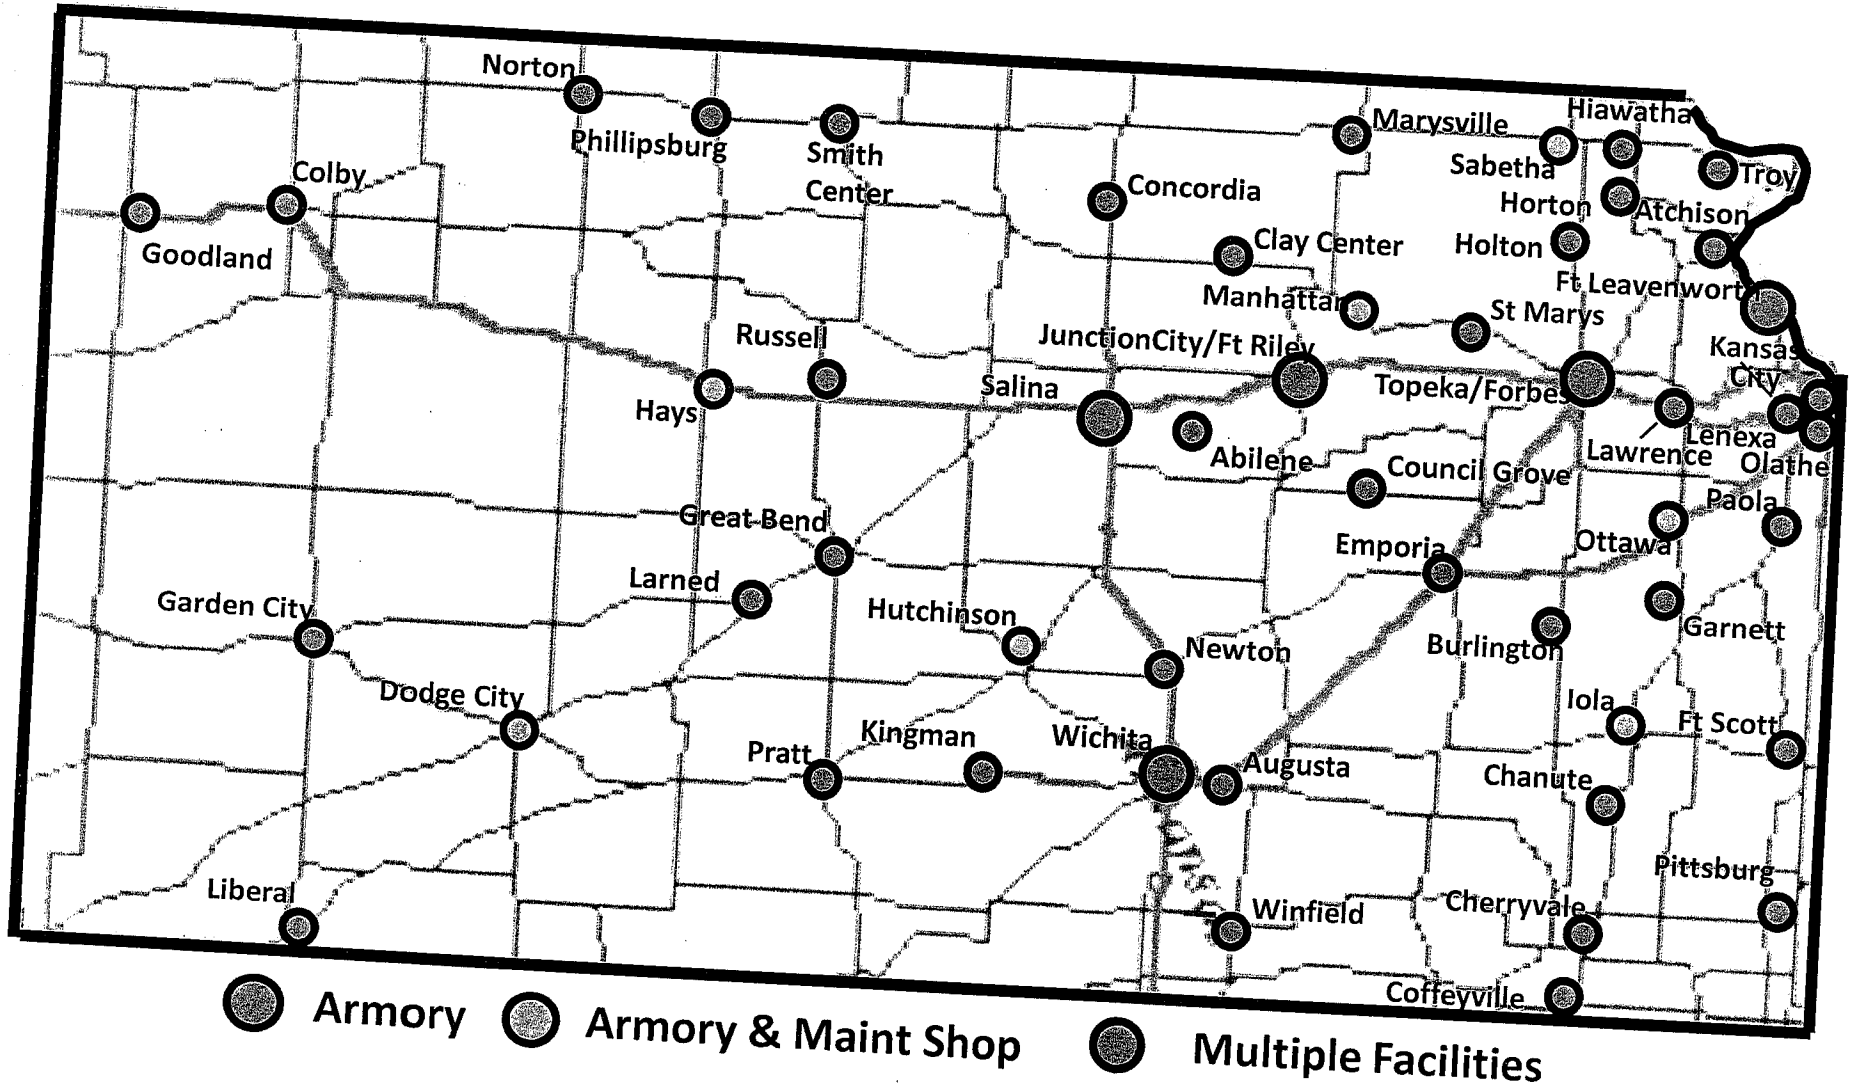 Norton
Hiawatha
Marysville
Phillipsburg
Smith
Center
Sabetha
Troy
Colby
Concordia
Horton
Atchison
Goodland
Clay Center
Holton
Ft Leavenworth
Manhattan
St Marys
Russell
JunctionCity/Ft Riley
Kansas
City
Salina
Topeka/Forbes
Hays
Lenexa
Abilene
Lawrence
Olathe
Council Grove
Paola
Great Bend
Emporia
Ottawa
Larned
Garden City
Hutchinson
Garnett
Newton
Burlington
Dodge City
Iola
Ft Scott
Kingman
Wichita
Pratt
Augusta
Chanute
Pittsburg
Liberal
Winfield
Cherryvale
Coffeyville
Armory
Armory & Maint Shop
Multiple Facilities